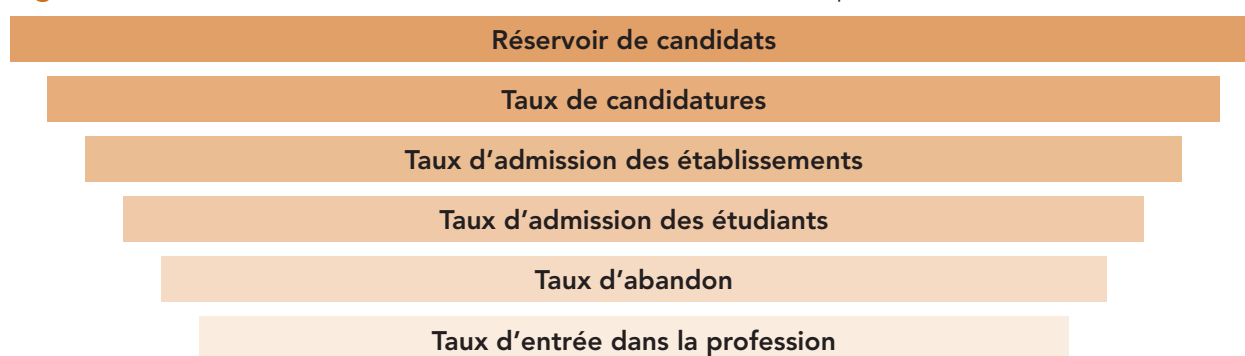 Réservoir de candidats
Taux de candidatures
Taux d’admission des établissements
Taux d’admission des étudiants
Taux d’abandon
Taux d’entrée dans la profession